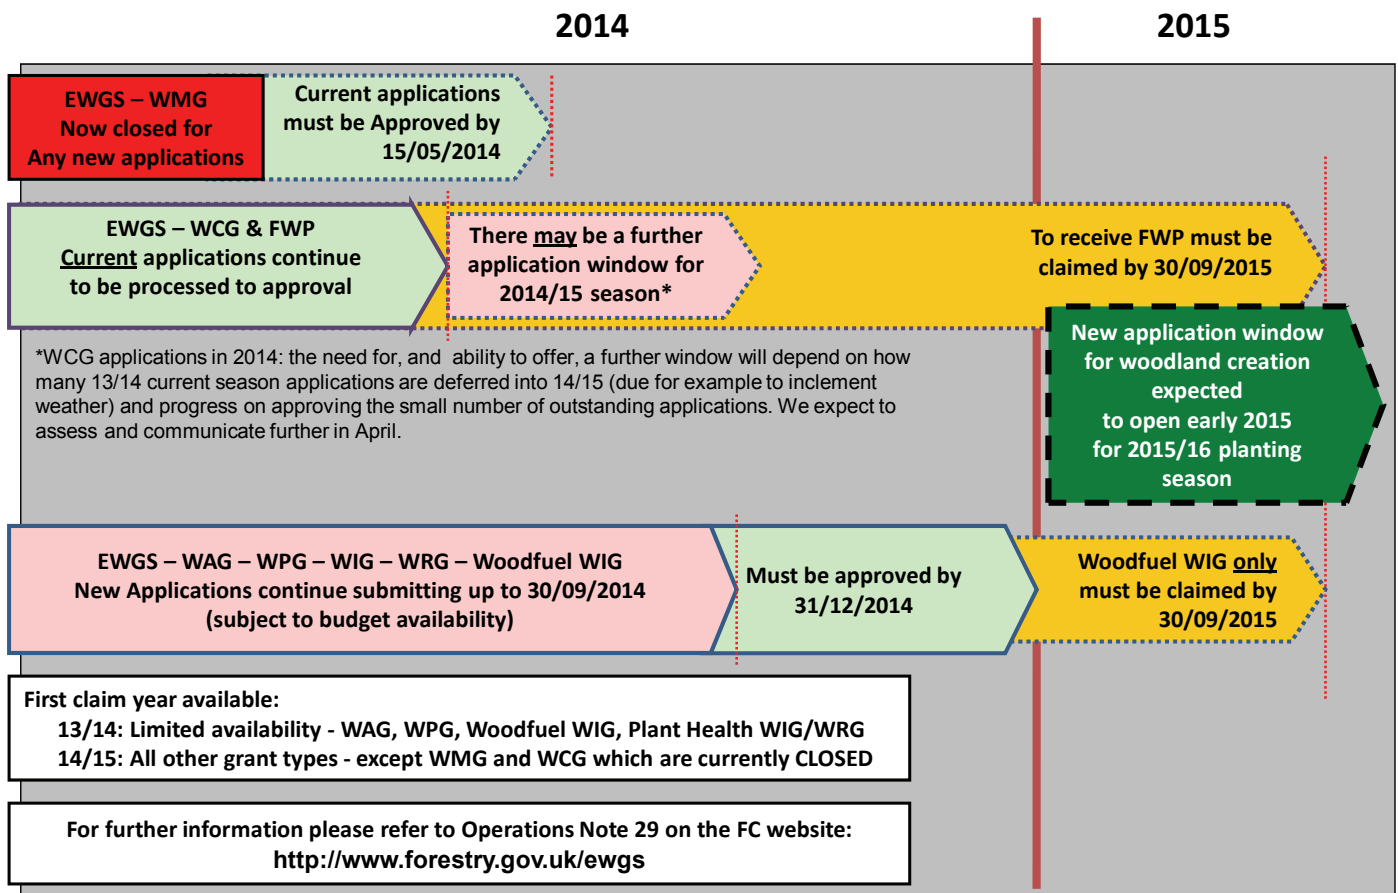 2014
2015
EWGS – WMG
Now closed for
Any new applications
Current applications
must be Approved by
15/05/2014
EWGS – WCG & FWP
Current applications continue
to be processed to approval
There may be a further
application window for
2014/15 season*
To receive FWP must be
claimed by 30/09/2015
*WCG applications in 2014: the need for, and ability to offer, a further window will depend on how
many 13/14 current season applications are deferred into 14/15 (due for example to inclement
weather) and progress on approving the small number of outstanding applications. We expect to
assess and communicate further in April.
New application window
for woodland creation
expected
to open early 2015
for 2015/16 planting
season
EWGS – WAG – WPG – WIG – WRG – Woodfuel WIG
New Applications continue submitting up to 30/09/2014
(subject to budget availability)
Must be approved by
31/12/2014
Woodfuel WIG only
must be claimed by
30/09/2015
First claim year available:
13/14: Limited availability - WAG, WPG, Woodfuel WIG, Plant Health WIG/WRG
14/15: All other grant types - except WMG and WCG which are currently CLOSED
For further information please refer to Operations Note 29 on the FC website:
http://www.forestry.gov.uk/ewgs